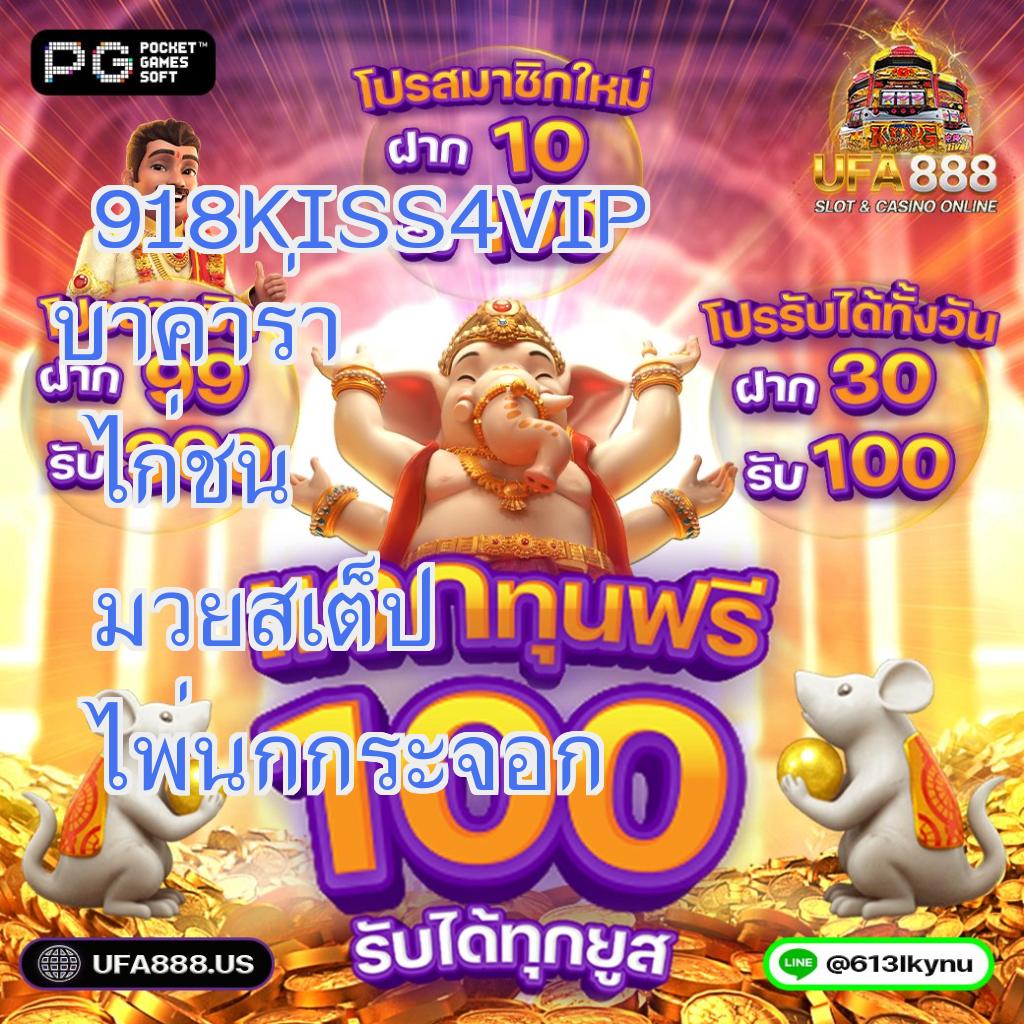 PG POCKET GAMES SOFT™
โปรสมาชิกใหม่
ฝาก 10
100
UFA888
SLOT & CASINO ONLINE
918KISS4VIP
บาคาร่า
ฝาก 99
รับ
ไก่ชน
โปรรับได้ทั้งวัน
ฝาก 30
รับ 100
มวยสเต็ป
ทุนฟรี
ไพ่นกกระจอก
100
รับได้ทุกยูส
UFA888.US
LINE @613lkynu